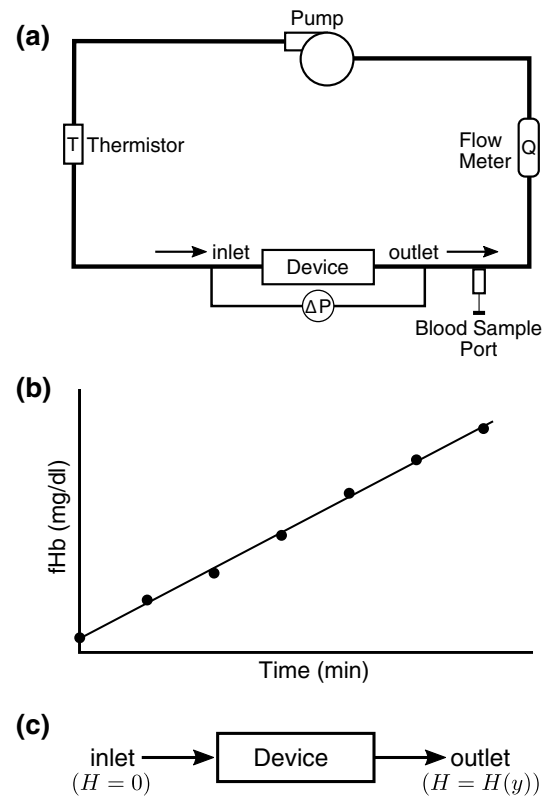 (a)
Pump
T Thermistor
Flow
Meter
Q
inlet
Device
outlet
ΔP
Blood Sample
Port
(b)
fHb (mg/dl)
Time (min)
(c)
inlet
(H = 0)
Device
outlet
(H = H(y))